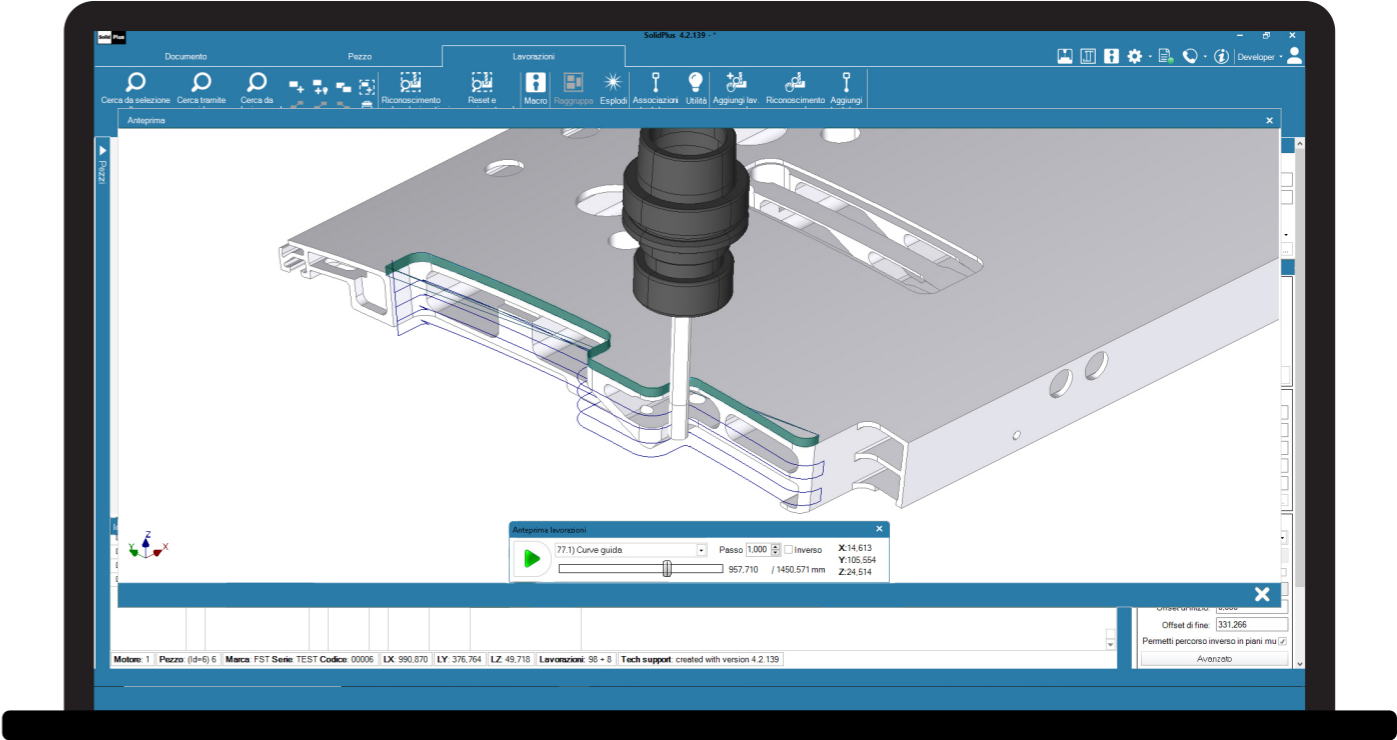 Solid Plus
SolidPlus 4.2.139 - *
Documento
Pezzo
Lavorazioni
Developer
Cerca da selezione
Cerca tramite
Cerca da
Riconoscimento
Reset e
Macro
Raggruppa
Esplodi
Associazioni
Utilità
Aggiungi lav.
Riconoscimento
Aggiungi
Anteprima
Pezzi
Z
Y
X
Anteprima lavorazioni
77.1) Curve guida
Passo 1,000
Inverso
957,710 / 1450.571 mm
X:14,613
Y:105,554
Z:24,514
Offset di fine: 331,266
Permetti percorso inverso in piani mu
Avanzato
Motore: 1 Pezzo: (Id=6) 6 Marca: FST Serie: TEST Codice: 00006 LX: 990,870 LY: 376,764 LZ: 49,718 Lavorazioni: 98 + 8 Tech support: created with version 4.2.139